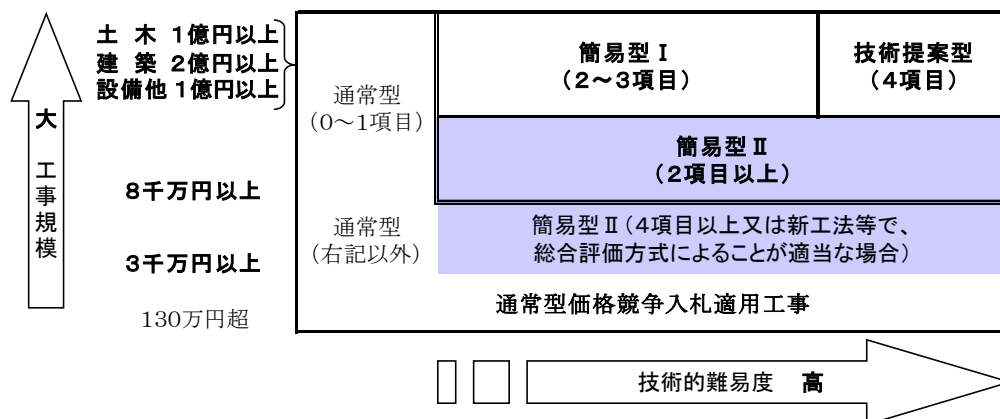 土 木 1億円以上
建 築 2億円以上
設備他 1億円以上
大
工事規模
8千万円以上
3千万円以上
130万円超
通常型
(0~1項目)
簡易型Ⅰ
(2~3項目)
技術提案型
(4項目)
簡易型Ⅱ
(2項目以上)
通常型
(右記以外)
簡易型Ⅱ(4項目以上又は新工法等で、
総合評価方式によることが適当な場合)
通常型価格競争入札適用工事
技術的難易度 高